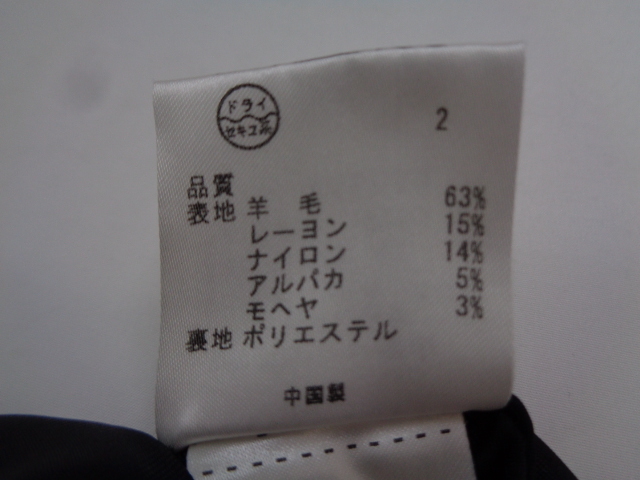 ドライ
セキユ系
2
品質
表地 羊 毛 63%
レーヨン 15%
ナイロン 14%
アルパカ 5%
モヘヤ 3%
裏地 ポリエステル
中国製